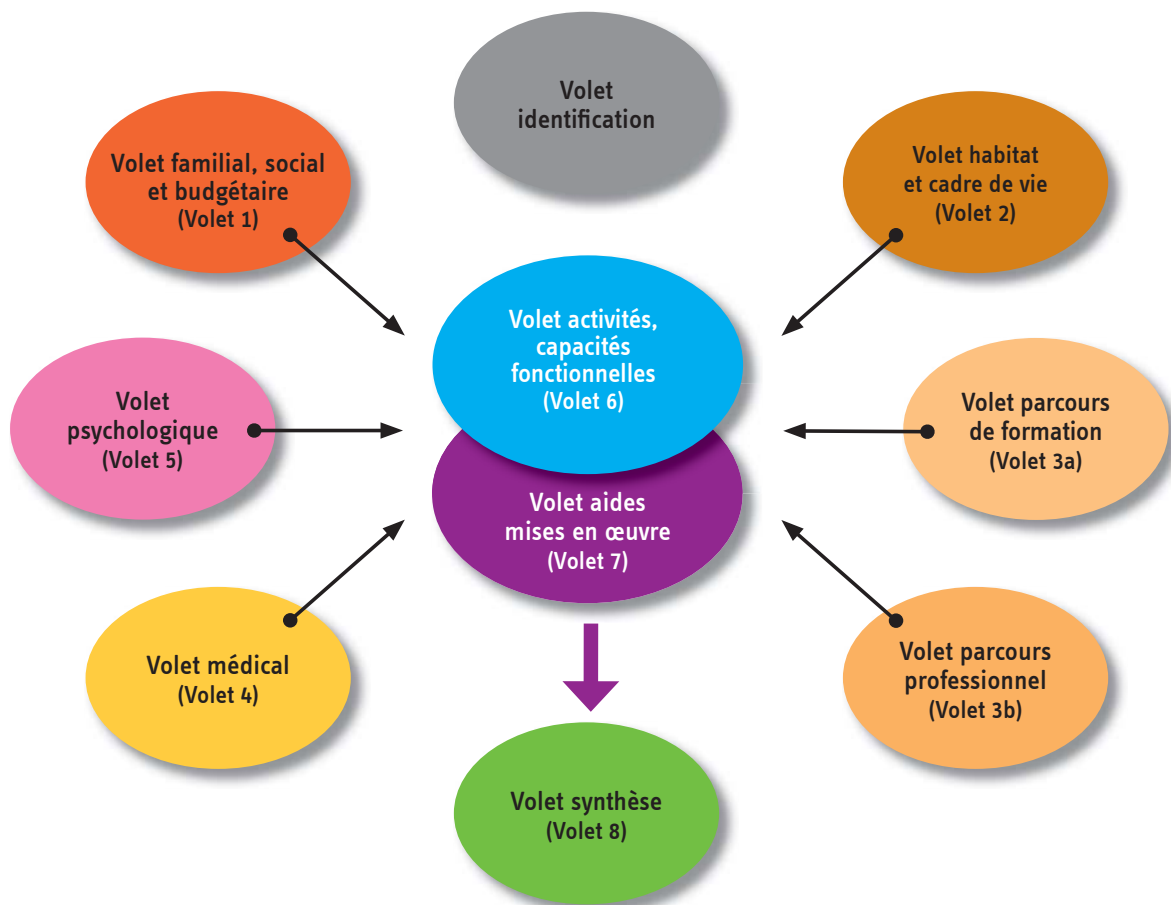 Volet
identification
Volet familial, social
et budgétaire
(Volet 1)
Volet habitat
et cadre de vie
(Volet 2)
Volet activités,
capacités
fonctionnelles
(Volet 6)
Volet
psychologique
(Volet 5)
Volet parcours
de formation
(Volet 3a)
Volet aides
mises en œuvre
(Volet 7)
Volet médical
(Volet 4)
Volet parcours
professionnel
(Volet 3b)
Volet synthèse
(Volet 8)